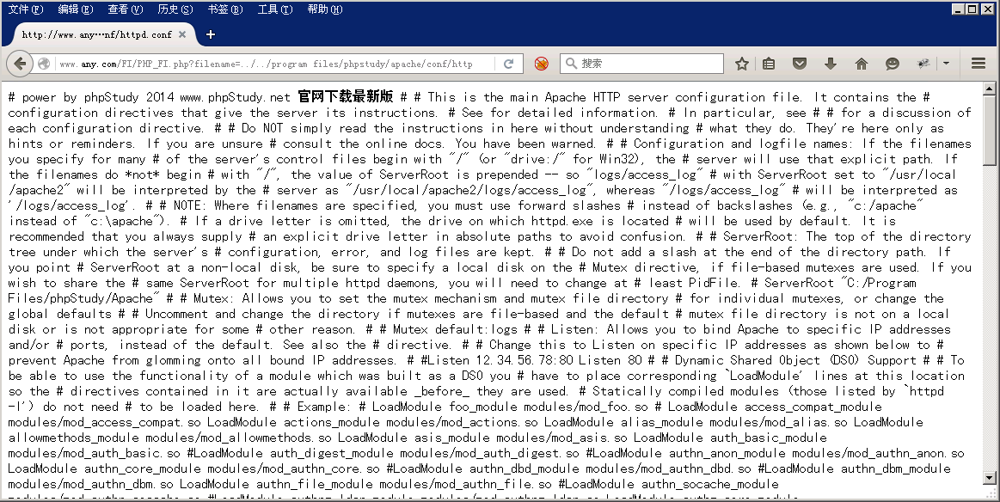 文件(F) 编辑(E) 查看(V) 历史(S) 书签(B) 工具(T) 帮助(H)
http://www.any…nf/httpd.conf × +
www.any.com/FI/PHP_FI.php?filename=../../program files/phpstudy/apache/conf/http 搜索
# power by phpStudy 2014 www.phpStudy.net 官网下载最新版 # # This is the main Apache HTTP server configuration file. It contains the #
configuration directives that give the server its instructions. # See for detailed information. # In particular, see # # for a discussion of
each configuration directive. # # Do NOT simply read the instructions in here without understanding # what they do. They're here only as
hints or reminders. If you are unsure # consult the online docs. You have been warned. # # Configuration and logfile names: If the filenames
you specify for many # of the server's control files begin with "/" (or "drive:/" for Win32), the # server will use that explicit path. If
the filenames do *not* begin # with "/", the value of ServerRoot is prepended -- so "logs/access_log" # with ServerRoot set to "/usr/local
/apache2" will be interpreted by the # server as "/usr/local/apache2/logs/access_log", whereas "/logs/access_log" # will be interpreted as
'/logs/access_log'. # # NOTE: Where filenames are specified, you must use forward slashes # instead of backslashes (e.g., "c:/apache"
instead of "c:\apache"). # If a drive letter is omitted, the drive on which httpd.exe is located # will be used by default. It is
recommended that you always supply # an explicit drive letter in absolute paths to avoid confusion. # # ServerRoot: The top of the directory
tree under which the server's # configuration, error, and log files are kept. # # Do not add a slash at the end of the directory path. If
you point # ServerRoot at a non-local disk, be sure to specify a local disk on the # Mutex directive, if file-based mutexes are used. If you
wish to share the # same ServerRoot for multiple httpd daemons, you will need to change at # least PidFile. # ServerRoot "C:/Program
Files/phpStudy/Apache" # # Mutex: Allows you to set the mutex mechanism and mutex file directory # for individual mutexes, or change the
global defaults # # Uncomment and change the directory if mutexes are file-based and the default # mutex file directory is not on a local
disk or is not appropriate for some # other reason. # # Mutex default:logs # # Listen: Allows you to bind Apache to specific IP addresses
and/or # ports, instead of the default. See also the # directive. # # Change this to Listen on specific IP addresses as shown below to #
prevent Apache from glomming onto all bound IP addresses. # #Listen 12.34.56.78:80 Listen 80 # # Dynamic Shared Object (DSO) Support # # To
be able to use the functionality of a module which was built as a DSO you # have to place corresponding `LoadModule' lines at this location
so the # directives contained in it are actually available _before_ they are used. # Statically compiled modules (those listed by `httpd
-l') do not need # to be loaded here. # # Example: # LoadModule foo_module modules/mod_foo.so # LoadModule access_compat_module
modules/mod_access_compat.so LoadModule actions_module modules/mod_actions.so LoadModule alias_module modules/mod_alias.so LoadModule
allowmethods_module modules/mod_allowmethods.so LoadModule asis_module modules/mod_asis.so LoadModule auth_basic_module
modules/mod_auth_basic.so #LoadModule auth_digest_module modules/mod_auth_digest.so #LoadModule authn_anon_module modules/mod_authn_anon.so
LoadModule authn_core_module modules/mod_authn_core.so #LoadModule authn_dbd_module modules/mod_authn_dbd.so #LoadModule authn_dbm_module
modules/mod_authn_dbm.so LoadModule authn_file_module modules/mod_authn_file.so #LoadModule authn_socache_module